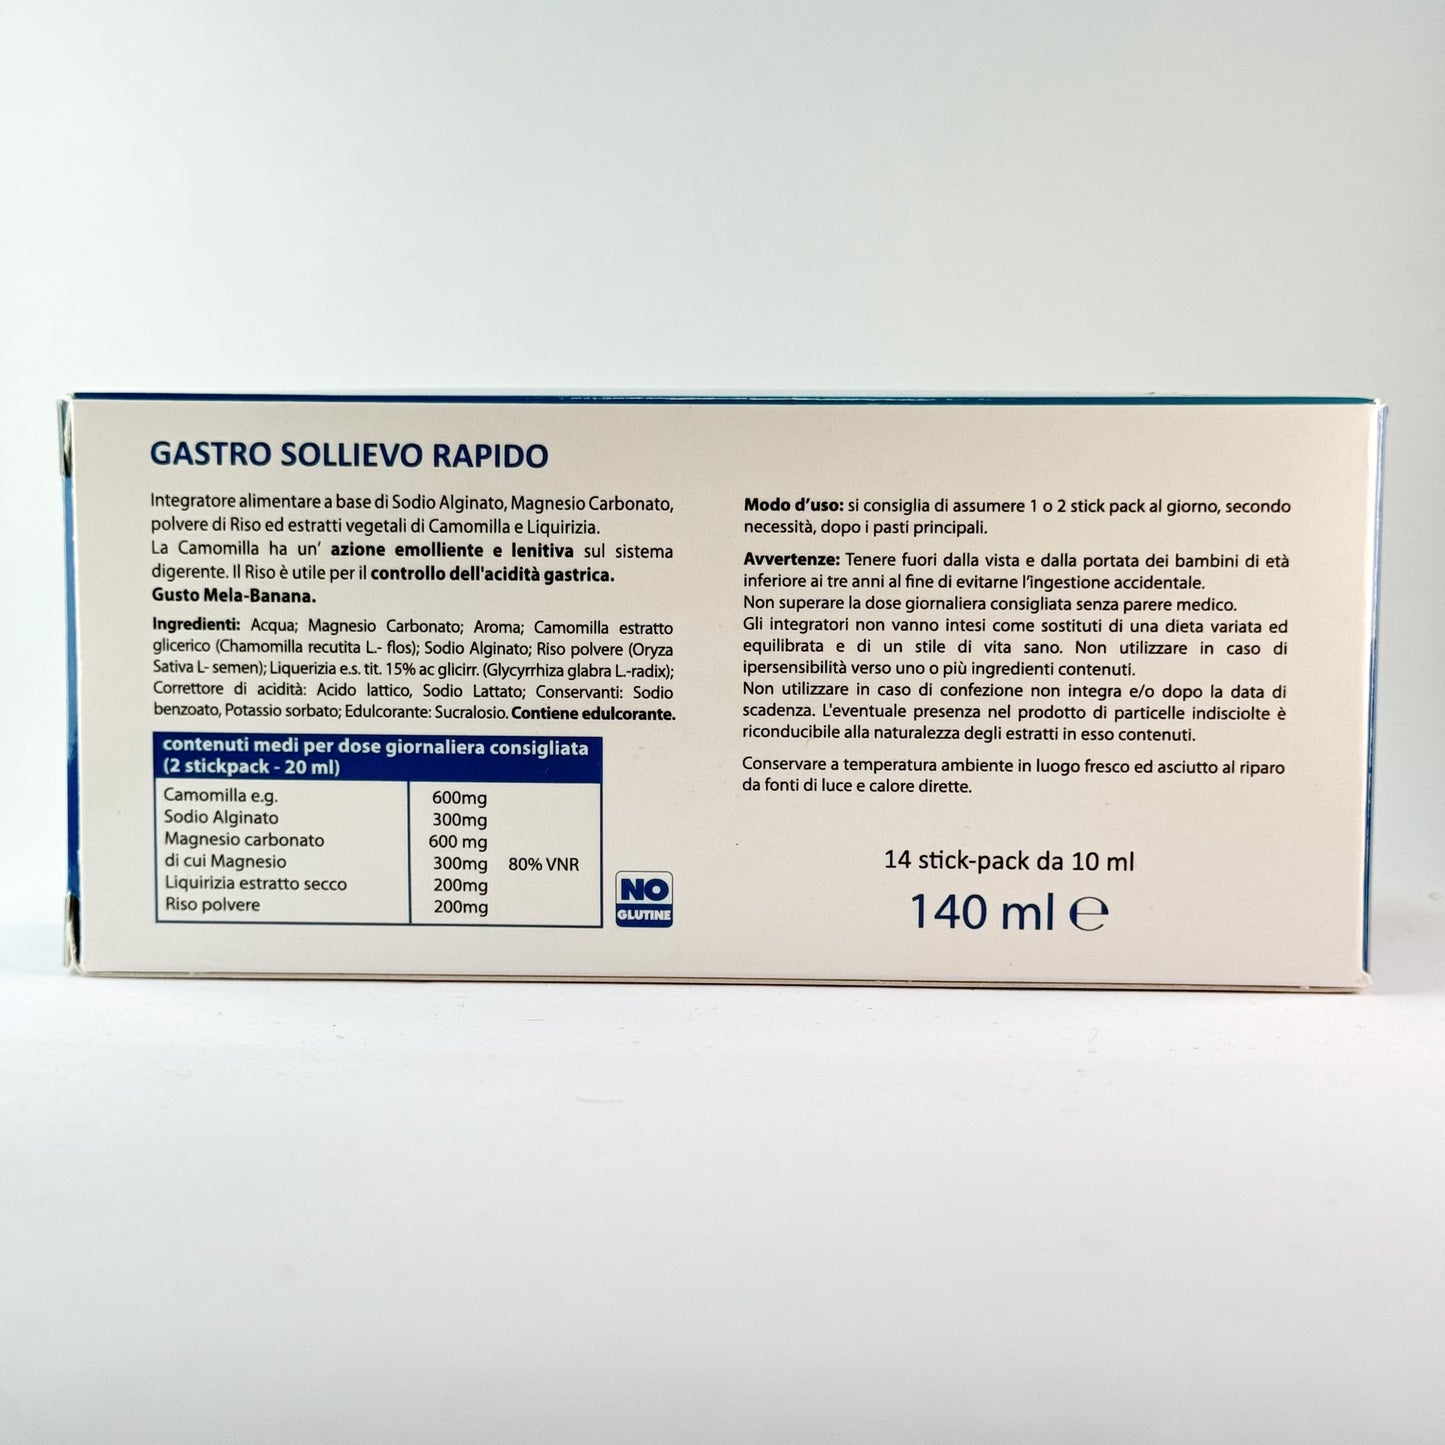 GASTRO SOLLIEVO RAPIDO
Integratore alimentare a base di Sodio Alginato, Magnesio Carbonato,
polvere di Riso ed estratti vegetali di Camomilla e Liquirizia.
La Camomilla ha un' azione emolliente e lenitiva sul sistema
digerente. Il Riso è utile per il controllo dell'acidità gastrica.
Gusto Mela-Banana.
Ingredienti: Acqua; Magnesio Carbonato; Aroma; Camomilla estratto
glicerico (Chamomilla recutita L.- flos); Sodio Alginato; Riso polvere (Oryza
Sativa L- semen); Liquerizia e.s. tit. 15% ac glicirr. (Glycyrrhiza glabra L.-radix);
Correttore di acidità: Acido lattico, Sodio Lattato; Conservanti: Sodio
benzoato, Potassio sorbato; Edulcorante: Sucralosio. Contiene edulcorante.
contenuti medi per dose giornaliera consigliata
(2 stickpack - 20 ml)
Camomilla e.g. 600mg
Sodio Alginato 300mg
Magnesio carbonato 600 mg
di cui Magnesio 300mg 80% VNR
Liquirizia estratto secco 200mg
Riso polvere 200mg
NO
GLUTINE
Modo d'uso: si consiglia di assumere 1 o 2 stick pack al giorno, secondo
necessità, dopo i pasti principali.
Avvertenze: Tenere fuori dalla vista e dalla portata dei bambini di età
inferiore ai tre anni al fine di evitarne l'ingestione accidentale.
Non superare la dose giornaliera consigliata senza parere medico.
Gli integratori non vanno intesi come sostituti di una dieta variata ed
equilibrata e di un stile di vita sano. Non utilizzare in caso di
ipersensibilità verso uno o più ingredienti contenuti.
Non utilizzare in caso di confezione non integra e/o dopo la data di
scadenza. L'eventuale presenza nel prodotto di particelle indisciolte è
riconducibile alla naturalezza degli estratti in esso contenuti.
Conservare a temperatura ambiente in luogo fresco ed asciutto al riparo
da fonti di luce e calore dirette.
14 stick-pack da 10 ml
140 ml ℮